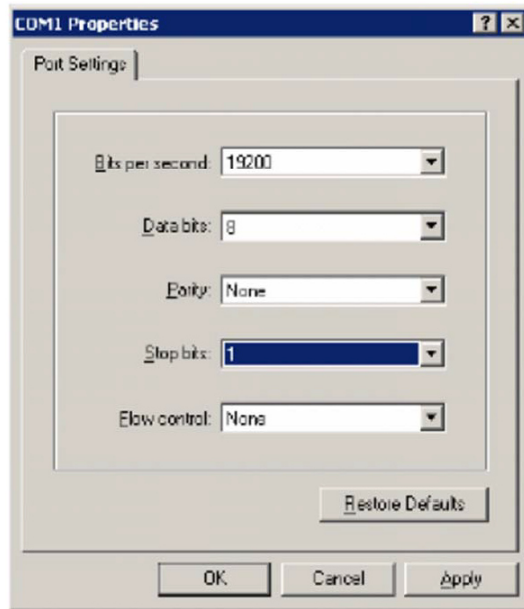 COM1 Properties
Port Settings
Bits per second: 19200
Data bits: 8
Parity: None
Stop bits: 1
Flow control: None
Restore Defaults
OK Cancel Apply